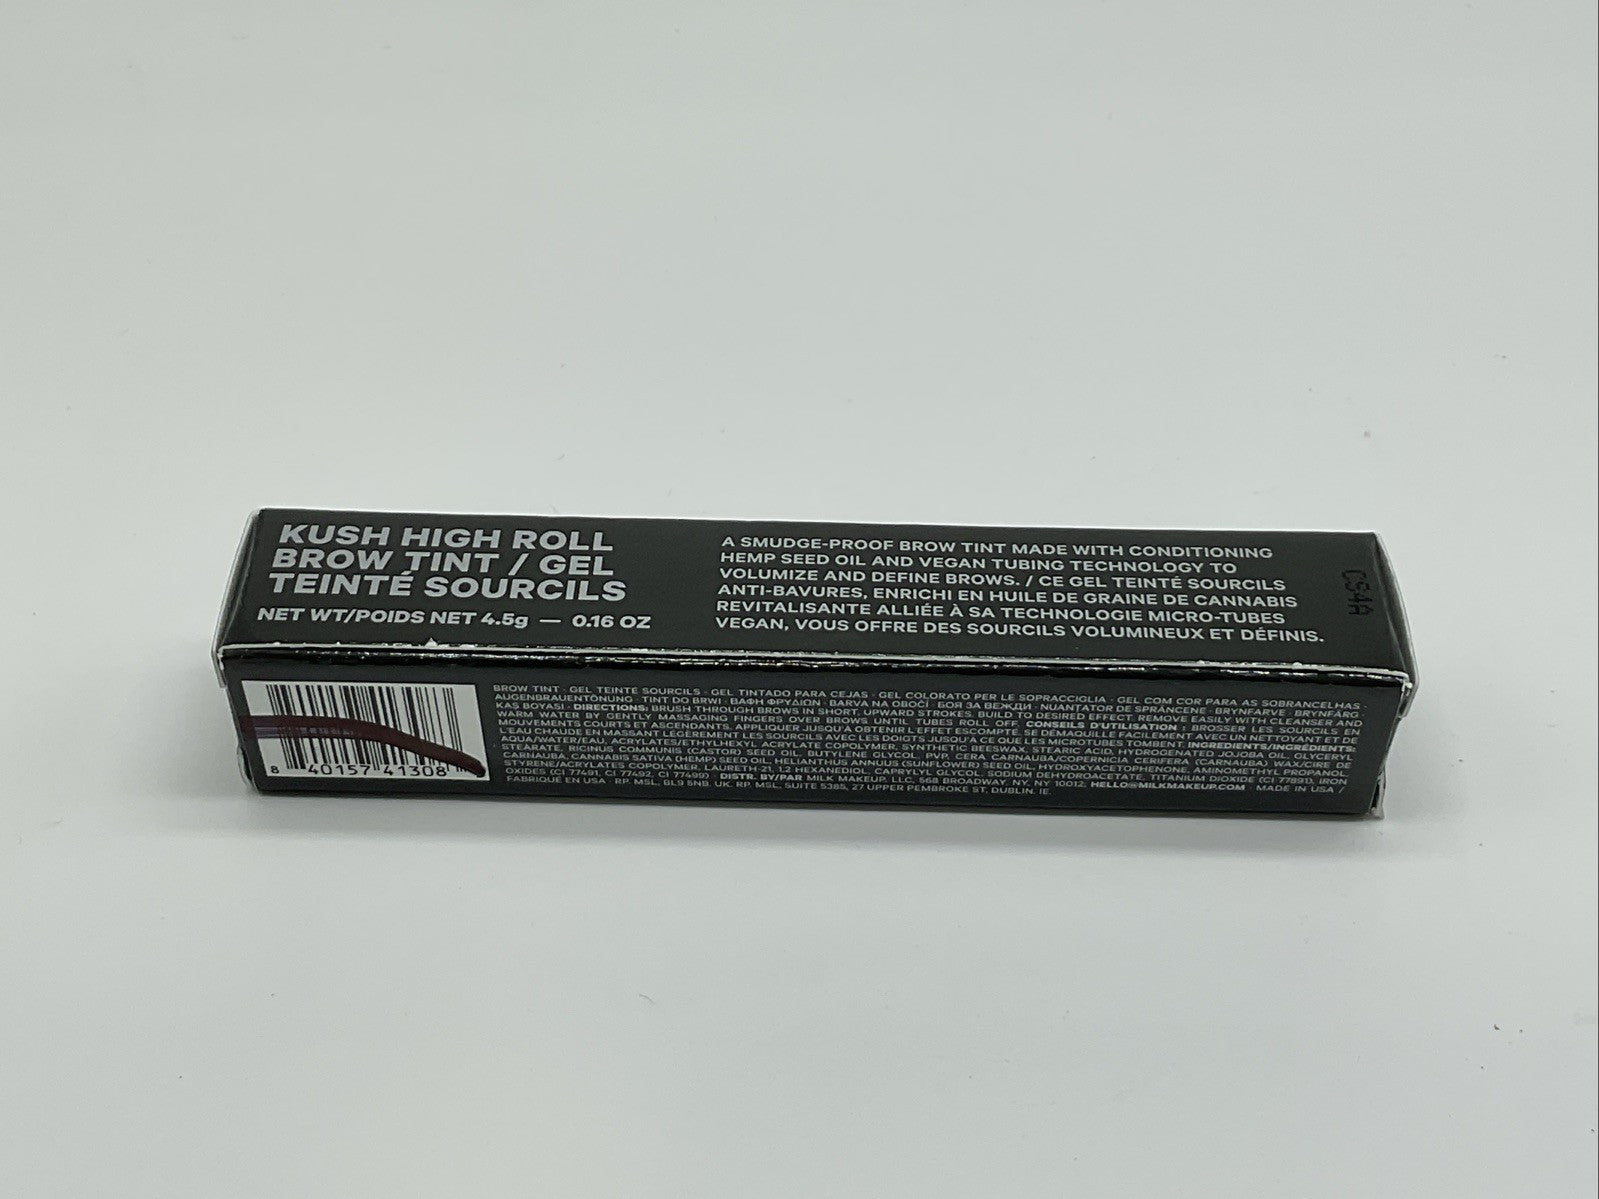 KUSH HIGH ROLL
BROW TINT / GEL
TEINTÉ SOURCILS
NET WT/POIDS NET 4.5g — 0.16 OZ
A SMUDGE-PROOF BROW TINT MADE WITH CONDITIONING
HEMP SEED OIL AND VEGAN TUBING TECHNOLOGY TO
VOLUMIZE AND DEFINE BROWS. / CE GEL TEINTÉ SOURCILS
ANTI-BAVURES, ENRICHI EN HUILE DE GRAINE DE CANNABIS
REVITALISANTE ALLIÉE À SA TECHNOLOGIE MICRO-TUBES
VEGAN, VOUS OFFRE DES SOURCILS VOLUMINEUX ET DÉFINIS.
CS4A
8 40157 41308
BROW TINT · GEL TEINTÉ SOURCILS · GEL TINTADO PARA CEJAS · GEL COLORATO PER LE SOPRACCIGLIA · GEL COM COR PARA AS SOBRANCELHAS ·
AUGENBRAUENTÖNUNG · TINT DO BRWI · ΒΑΦΗ ΦΡΥΔΙΩΝ · BARVA NA OBOČÍ · БОЯ ЗА ВЕЖДИ · NUANTATOR DE SPRÂNCENE · BRYNFARVE · BRYNFÄRG ·
KAŞ BOYASI · DIRECTIONS: BRUSH THROUGH BROWS IN SHORT, UPWARD STROKES. BUILD TO DESIRED EFFECT. REMOVE EASILY WITH CLEANSER AND
WARM WATER BY GENTLY MASSAGING FINGERS OVER BROWS UNTIL TUBES ROLL OFF. CONSEILS D'UTILISATION : BROSSER LES SOURCILS EN
MOUVEMENTS COURTS ET ASCENDANTS. APPLIQUER JUSQU'À OBTENIR L'EFFET ESCOMPTÉ. SE DÉMAQUILLE FACILEMENT AVEC UN NETTOYANT ET DE
L'EAU CHAUDE EN MASSANT LÉGÈREMENT LES SOURCILS AVEC LES DOIGTS JUSQU'À CE QUE LES MICROTUBES TOMBENT. INGREDIENTS/INGRÉDIENTS:
AQUA/WATER/EAU, ACRYLATES/ETHYLHEXYL ACRYLATE COPOLYMER, SYNTHETIC BEESWAX, STEARIC ACID, HYDROGENATED JOJOBA OIL, GLYCERYL
STEARATE, RICINUS COMMUNIS (CASTOR) SEED OIL, BUTYLENE GLYCOL, PVP, CERA CARNAUBA/COPERNICIA CERIFERA (CARNAUBA) WAX/CIRE DE
CARNAUBA, CANNABIS SATIVA (HEMP) SEED OIL, HELIANTHUS ANNUUS (SUNFLOWER) SEED OIL, HYDROXYACETOPHENONE, AMINOMETHYL PROPANOL,
STYRENE/ACRYLATES COPOLYMER, LAURETH-21, 1,2 HEXANEDIOL, CAPRYLYL GLYCOL, SODIUM DEHYDROACETATE, TITANIUM DIOXIDE (CI 77891), IRON
OXIDES (CI 77491, CI 77492, CI 77499) · DISTR. BY/PAR MILK MAKEUP, LLC, 568 BROADWAY, NY, NY 10012. HELLO@MILKMAKEUP.COM · MADE IN USA /
FABRIQUÉ EN USA · RP. MSL, BL9 5NB, UK. RP. MSL, SUITE 5385, 27 UPPER PEMBROKE ST, DUBLIN, IE.